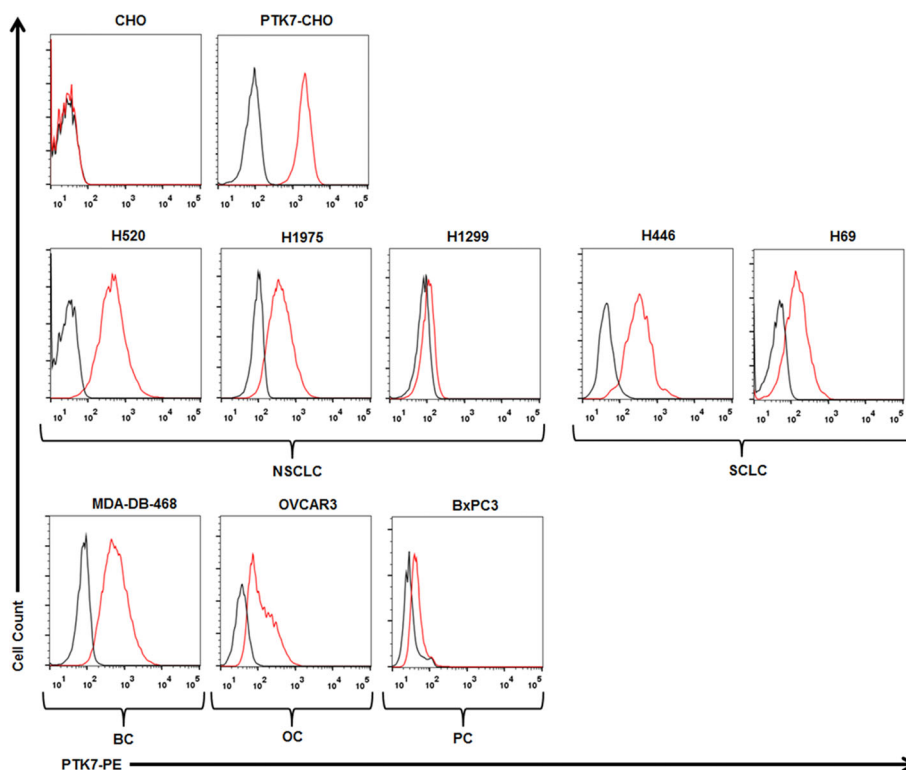 CHO PTK7-CHO
10¹ 10² 10³ 10⁴ 10⁵ 10¹ 10² 10³ 10⁴ 10⁵
H520 H1975 H1299 H446 H69
10¹ 10² 10³ 10⁴ 10⁵ 10¹ 10² 10³ 10⁴ 10⁵ 10¹ 10² 10³ 10⁴ 10⁵ 10¹ 10² 10³ 10⁴ 10⁵ 10¹ 10² 10³ 10⁴ 10⁵
NSCLC SCLC
MDA-DB-468 OVCAR3 BxPC3
10¹ 10² 10³ 10⁴ 10⁵ 10¹ 10² 10³ 10⁴ 10⁵ 10¹ 10² 10³ 10⁴ 10⁵
BC OC PC
Cell Count
PTK7-PE